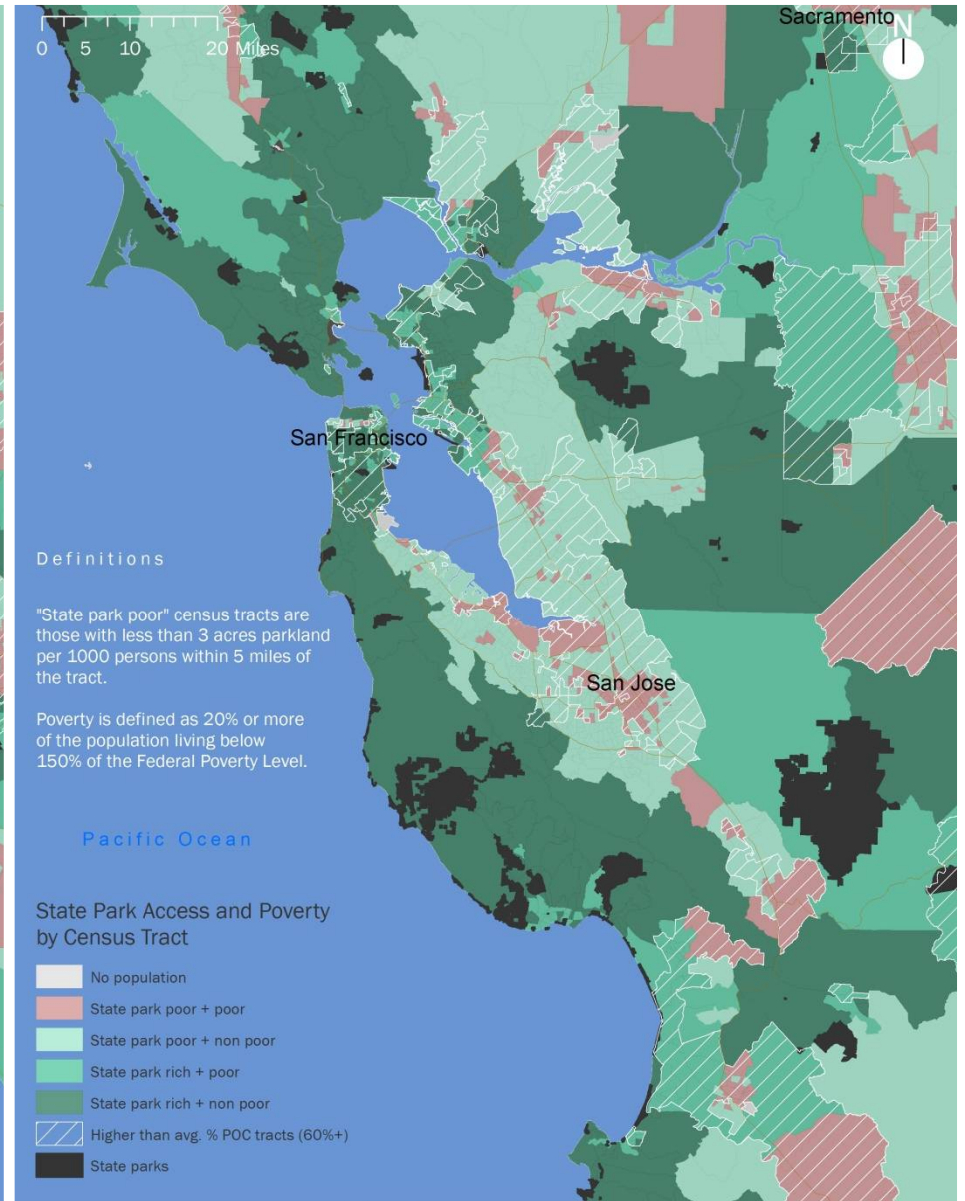 Sacramento
N
0 5 10 20 Miles
San Francisco
Definitions
"State park poor" census tracts are
those with less than 3 acres parkland
per 1000 persons within 5 miles of
the tract.
San Jose
Poverty is defined as 20% or more
of the population living below
150% of the Federal Poverty Level.
Pacific Ocean
State Park Access and Poverty
by Census Tract
No population
State park poor + poor
State park poor + non poor
State park rich + poor
State park rich + non poor
Higher than avg. % POC tracts (60%+)
State parks